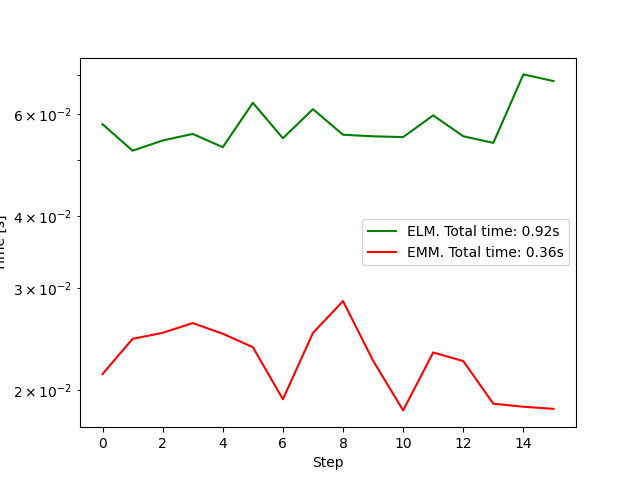 6 × 10⁻²
4 × 10⁻²
3 × 10⁻²
2 × 10⁻²
Time [s]
ELM. Total time: 0.92s
EMM. Total time: 0.36s
0 2 4 6 8 10 12 14
Step